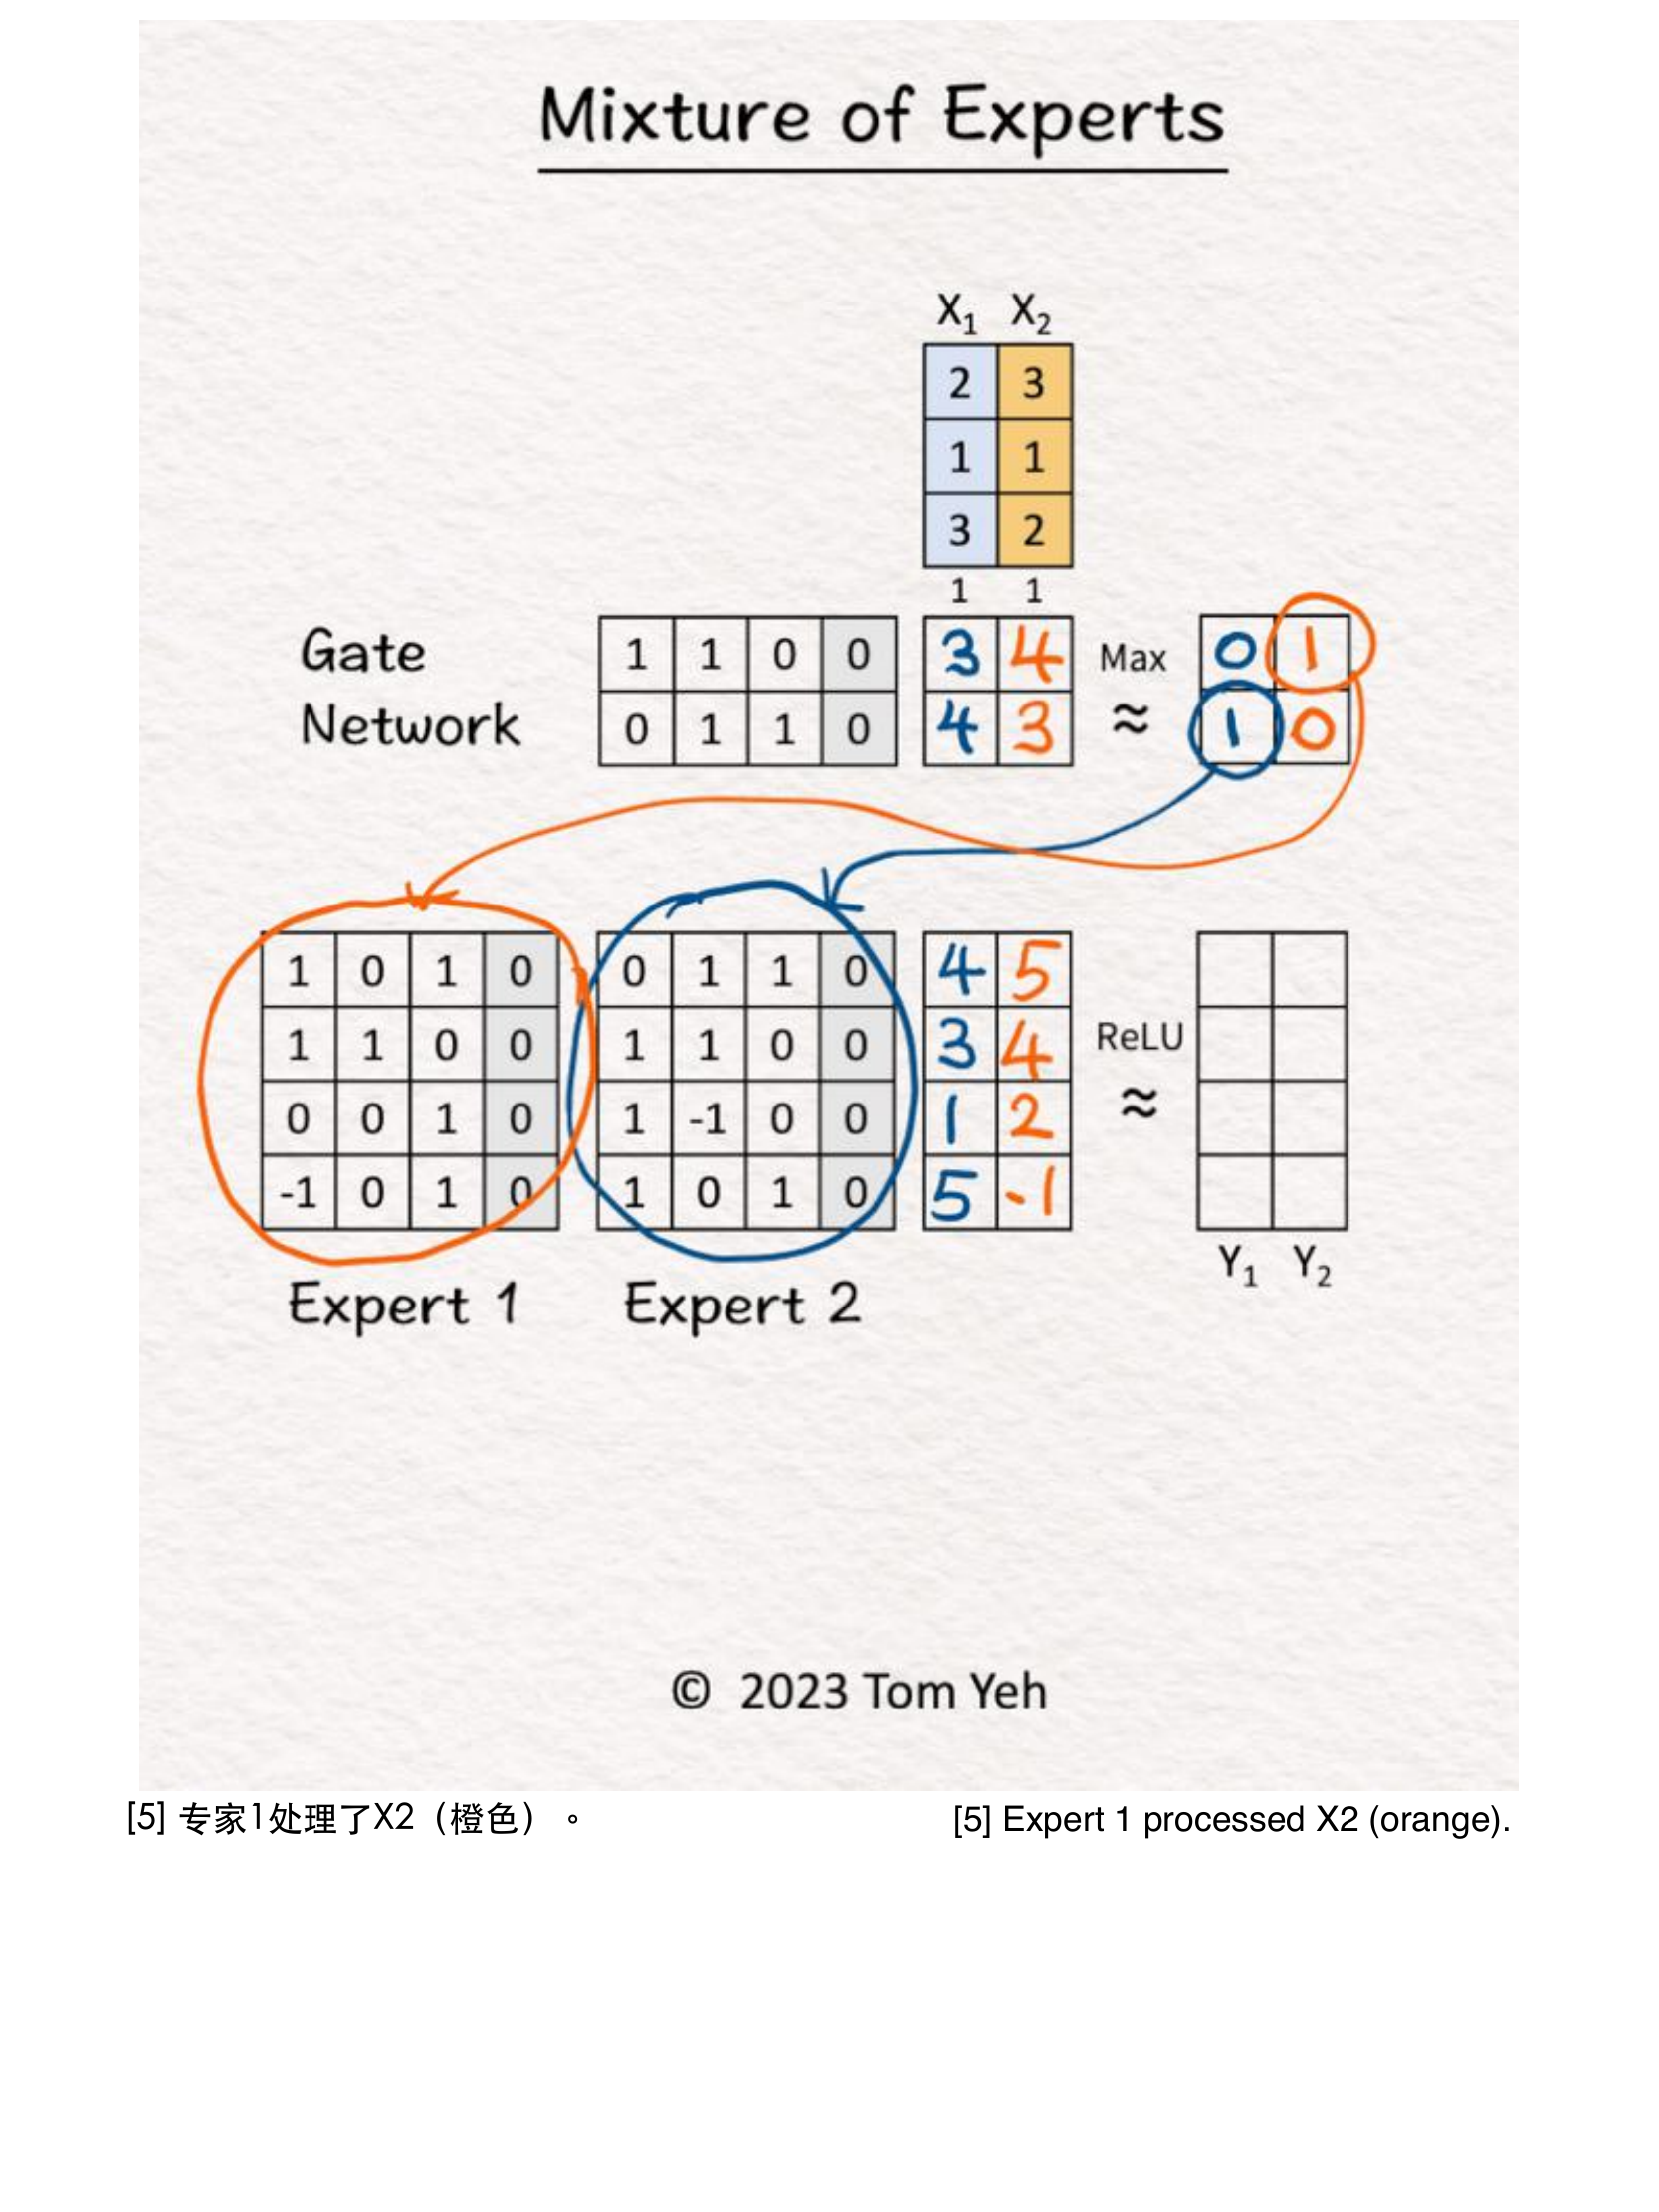 Mixture of Experts
X1 X2
2 3
1 1
3 2
1 1
Gate
Network
1 1 0 0 3 4 Max 0 1
0 1 1 0 4 3 ≈ 1 0
1 0 1 0 0 1 1 0 4 5
1 1 0 0 1 1 0 0 3 4 ReLU
0 0 1 0 1 -1 0 0 1 2 ≈
-1 0 1 0 1 0 1 0 5 -1
Y1 Y2
Expert 1 Expert 2
© 2023 Tom Yeh
[5] 专家1处理了X2（橙色）。
[5] Expert 1 processed X2 (orange).